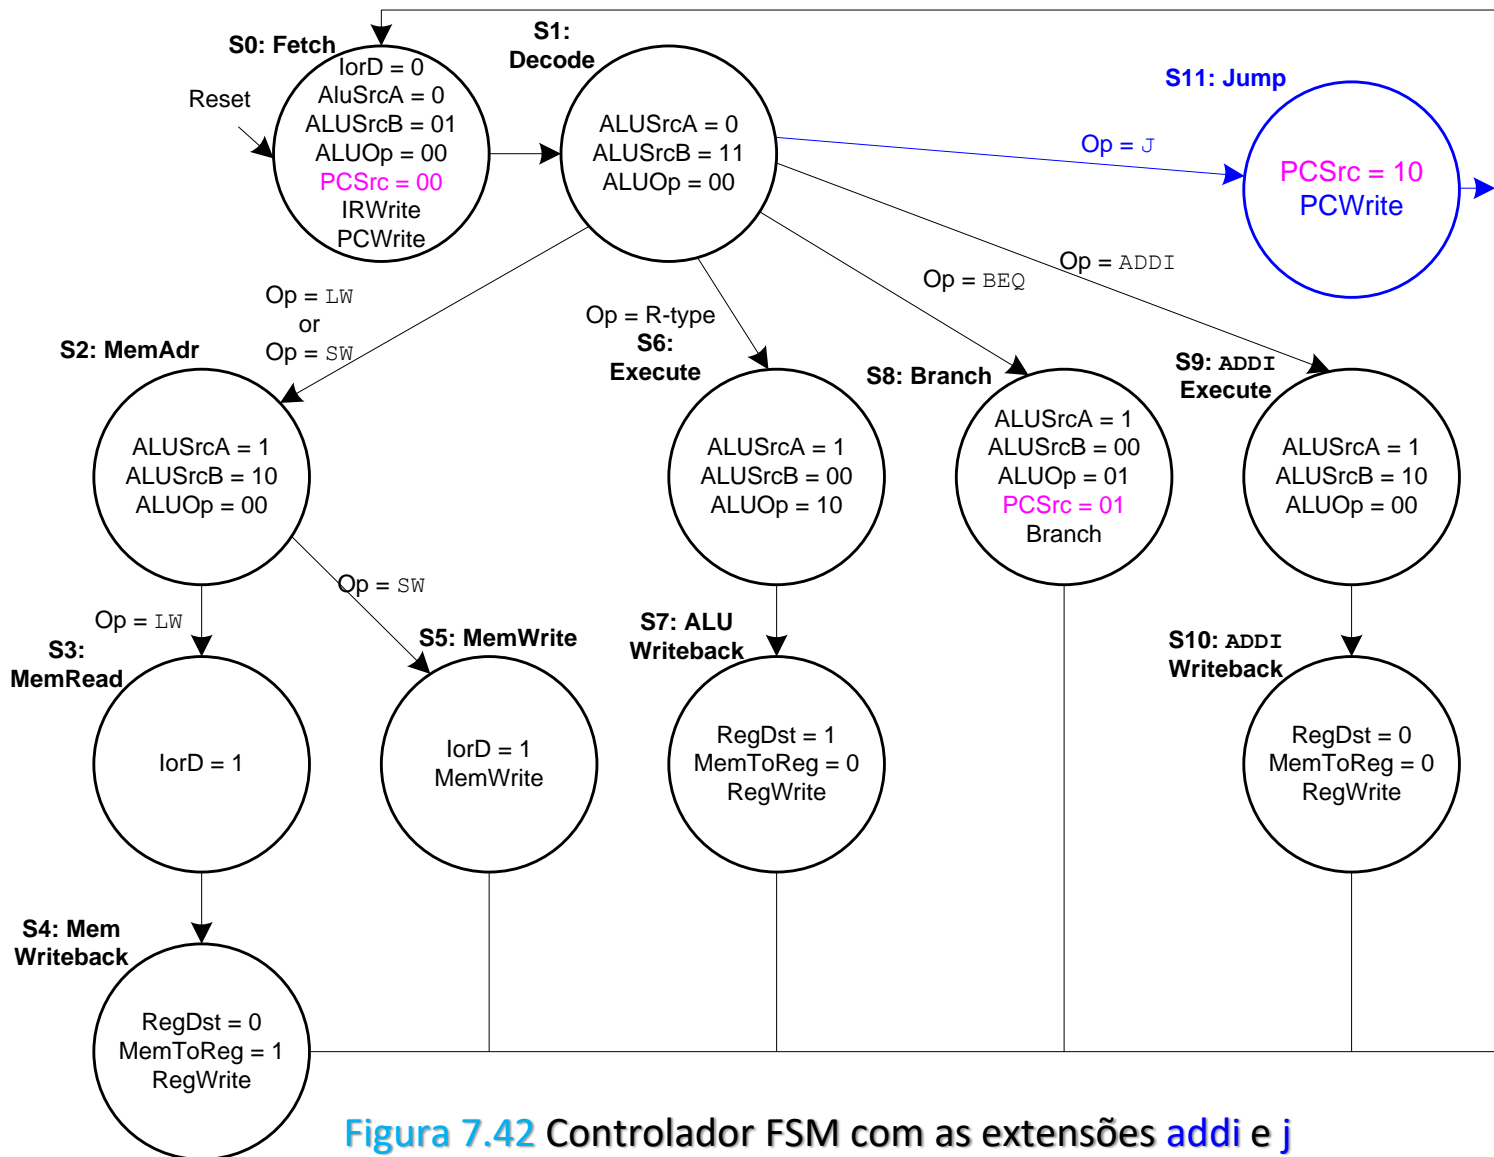 S0: Fetch
Reset
IorD = 0
AluSrcA = 0
ALUSrcB = 01
ALUOp = 00
PCSrc = 00
IRWrite
PCWrite
S1:
Decode
ALUSrcA = 0
ALUSrcB = 11
ALUOp = 00
S11: Jump
Op = J
PCSrc = 10
PCWrite
Op = LW
or
Op = SW
Op = R-type
Op = BEQ
Op = ADDI
S2: MemAdr
ALUSrcA = 1
ALUSrcB = 10
ALUOp = 00
S6:
Execute
ALUSrcA = 1
ALUSrcB = 00
ALUOp = 10
S8: Branch
ALUSrcA = 1
ALUSrcB = 00
ALUOp = 01
PCSrc = 01
Branch
S9: ADDI
Execute
ALUSrcA = 1
ALUSrcB = 10
ALUOp = 00
Op = LW
Op = SW
S3:
MemRead
IorD = 1
S5: MemWrite
IorD = 1
MemWrite
S7: ALU
Writeback
RegDst = 1
MemToReg = 0
RegWrite
S10: ADDI
Writeback
RegDst = 0
MemToReg = 0
RegWrite
S4: Mem
Writeback
RegDst = 0
MemToReg = 1
RegWrite
Figura 7.42 Controlador FSM com as extensões addi e j